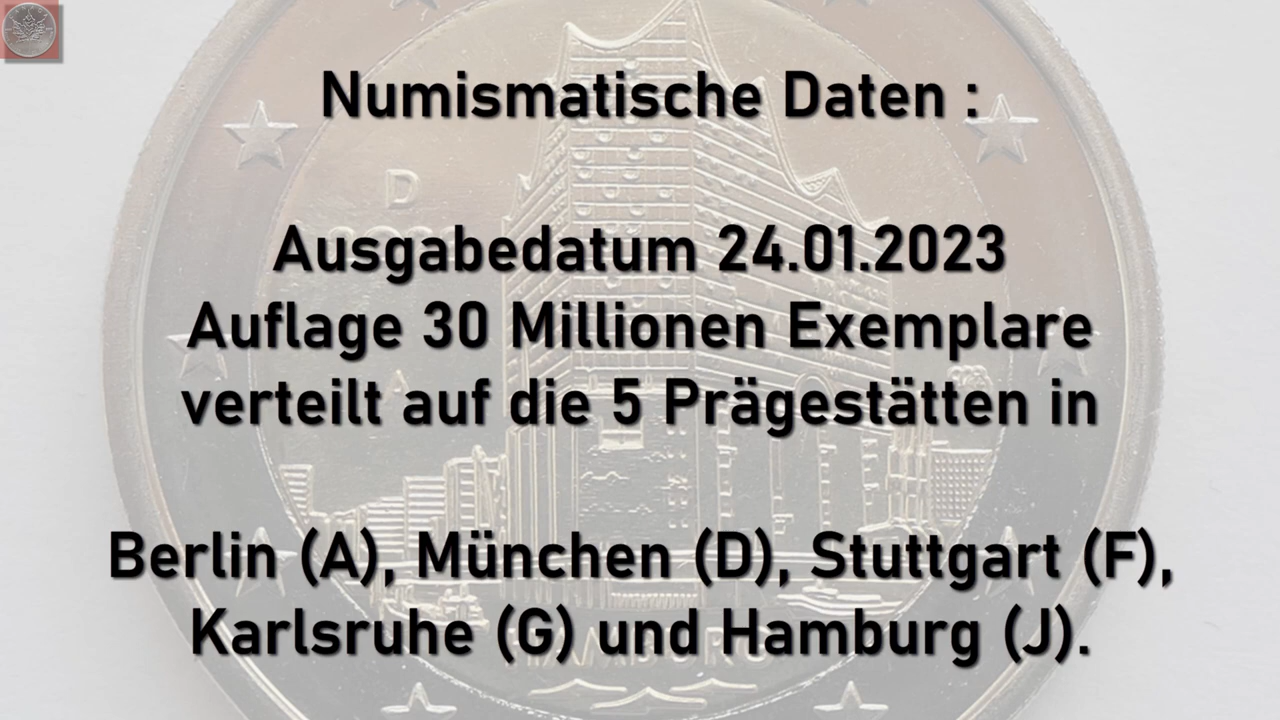 Numismatische Daten :
D
Ausgabedatum 24.01.2023
Auflage 30 Millionen Exemplare
verteilt auf die 5 Prägestätten in
Berlin (A), München (D), Stuttgart (F),
Karlsruhe (G) und Hamburg (J).
HAMBURG